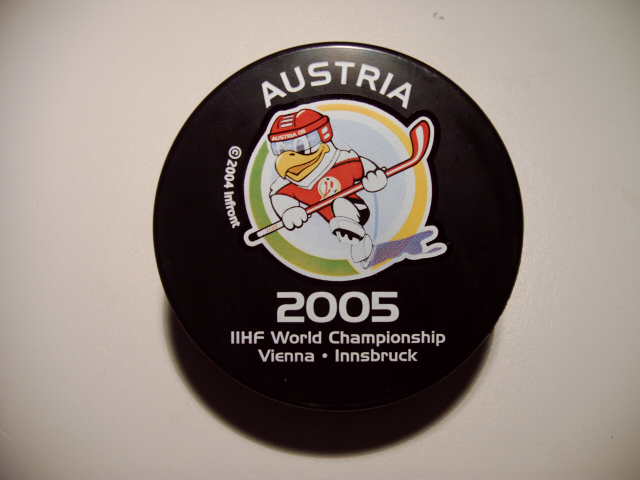 AUSTRIA
AUSTRIA 05
© 2004 Infront
2005
IIHF World Championship
Vienna • Innsbruck